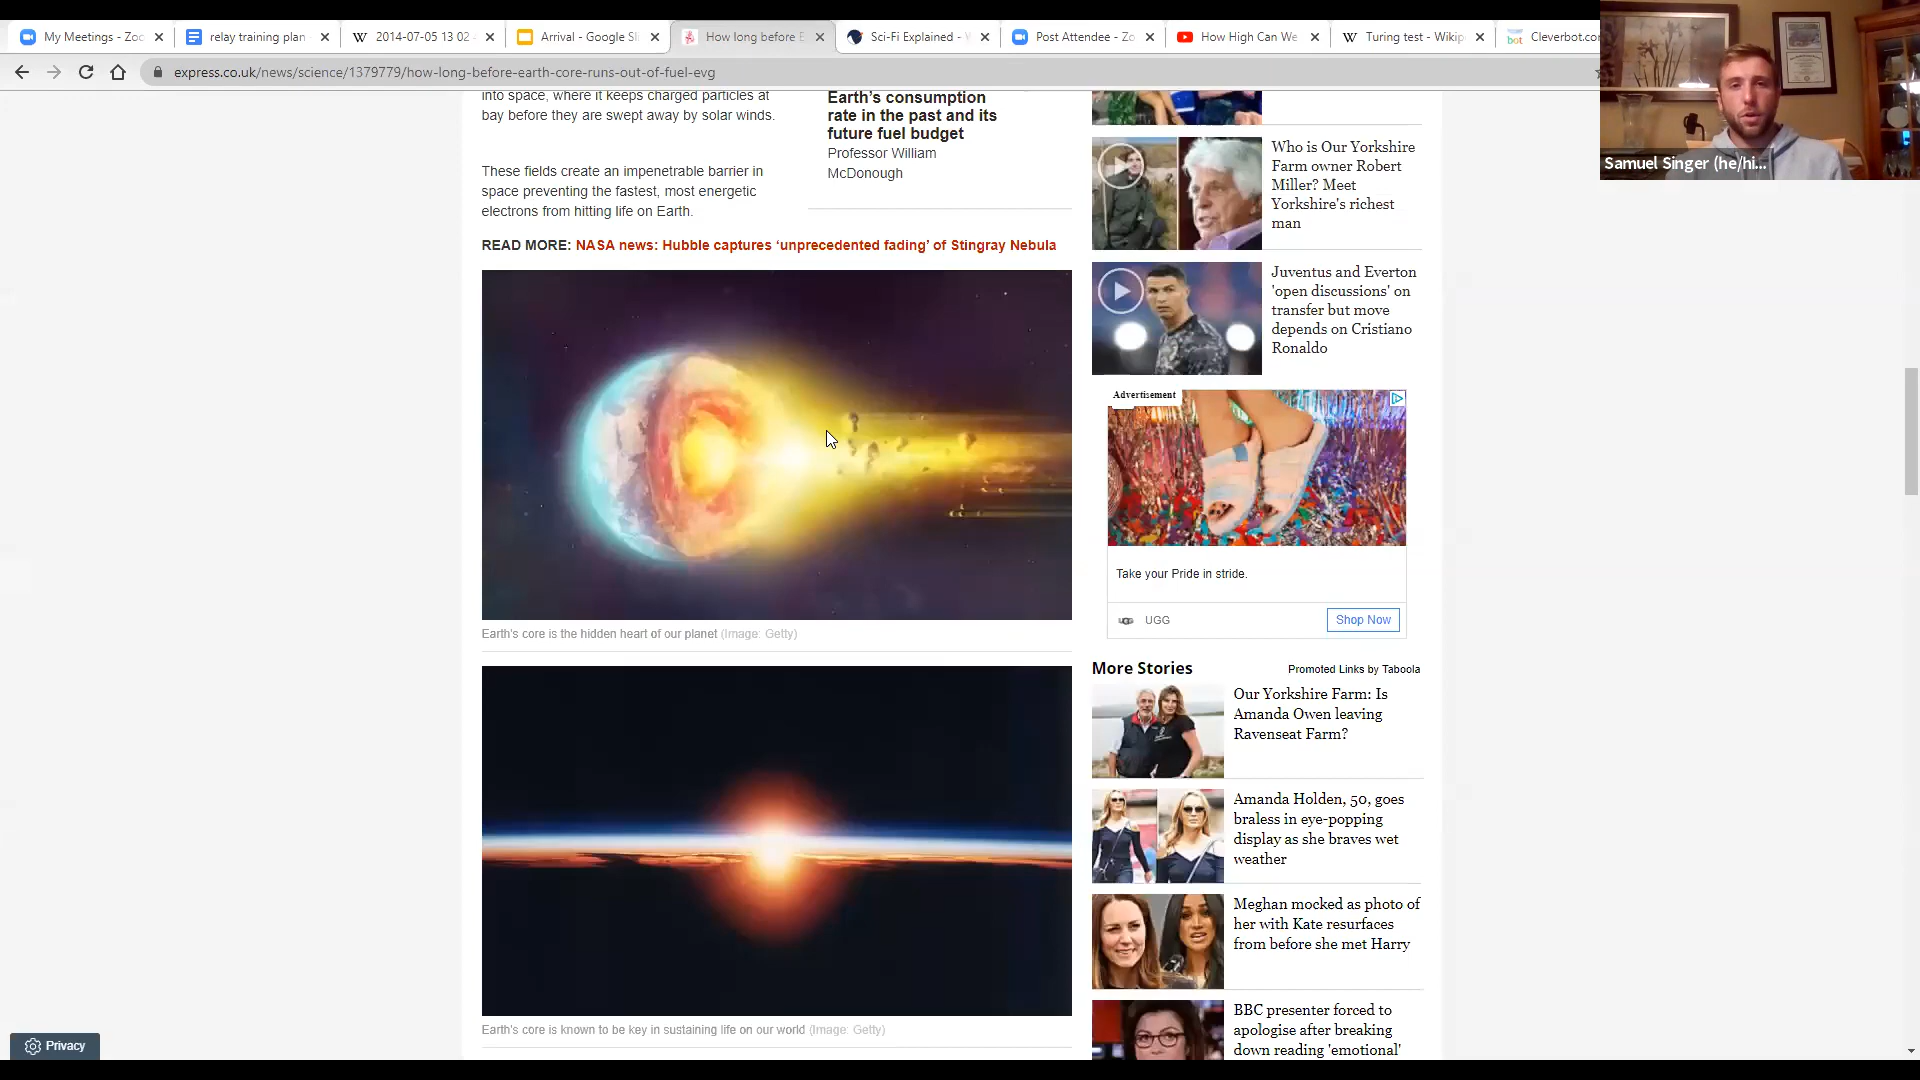 My Meetings - Zoo
relay training plan
2014-07-05 13 02
Arrival - Google Sl
How long before E
Sci-Fi Explained -
Post Attendee - Zo
How High Can We
Turing test - Wikip
Cleverbot.co
express.co.uk/news/science/1379779/how-long-before-earth-core-runs-out-of-fuel-evg
Samuel Singer (he/hi...
into space, where it keeps charged particles at
bay before they are swept away by solar winds.
These fields create an impenetrable barrier in
space preventing the fastest, most energetic
electrons from hitting life on Earth.
Earth's consumption
rate in the past and its
future fuel budget
Professor William
McDonough
READ MORE: NASA news: Hubble captures ‘unprecedented fading’ of Stingray Nebula
Earth's core is the hidden heart of our planet (Image: Getty)
Earth's core is known to be key in sustaining life on our world (Image: Getty)
Who is Our Yorkshire
Farm owner Robert
Miller? Meet
Yorkshire's richest
man
Juventus and Everton
'open discussions' on
transfer but move
depends on Cristiano
Ronaldo
Advertisement
Take your Pride in stride.
UGG
Shop Now
More Stories
Promoted Links by Taboola
Our Yorkshire Farm: Is
Amanda Owen leaving
Ravenseat Farm?
Amanda Holden, 50, goes
braless in eye-popping
display as she braves wet
weather
Meghan mocked as photo of
her with Kate resurfaces
from before she met Harry
BBC presenter forced to
apologise after breaking
down reading 'emotional'
Privacy